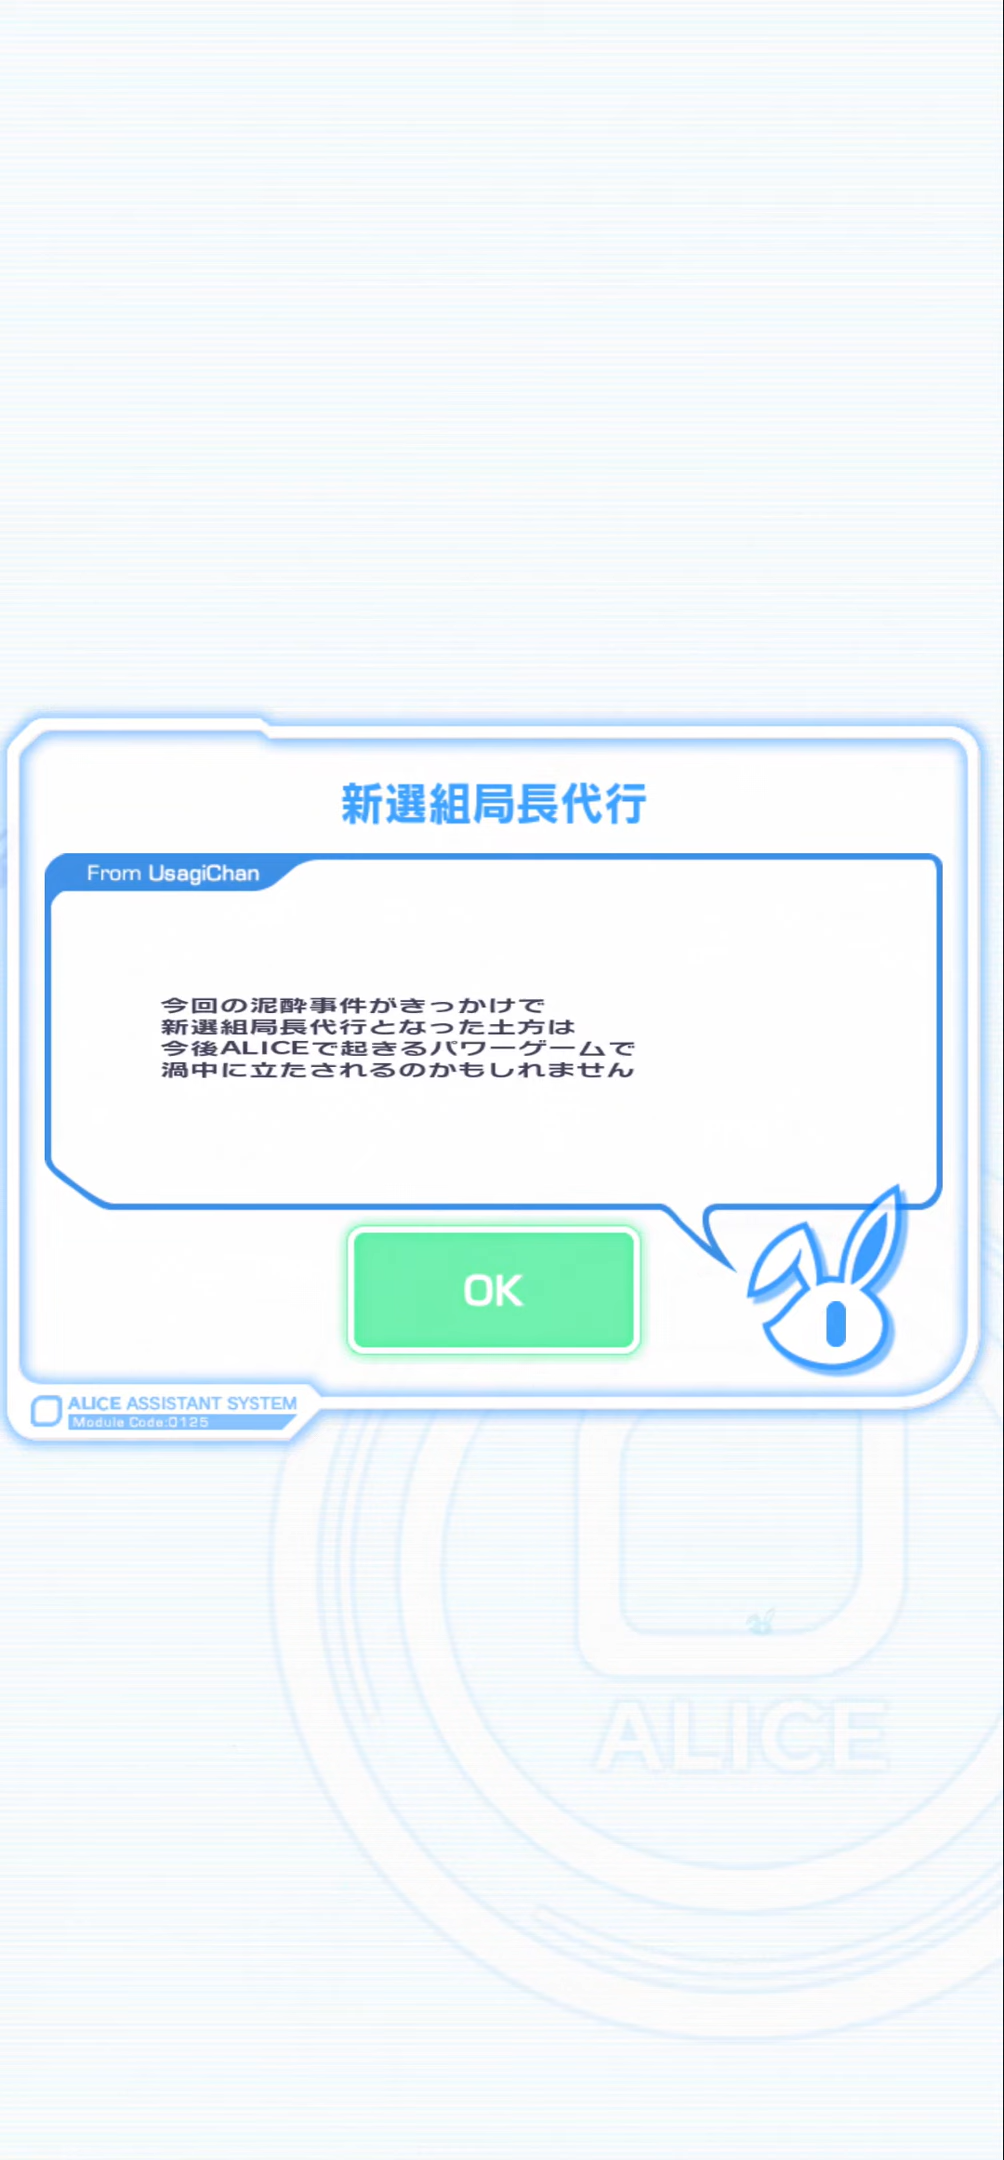 新選組局長代行
From UsagiChan
今回の泥酔事件がきっかけで
新選組局長代行となった土方は
今後ALICEで起きるパワーゲームで
渦中に立たされるのかもしれません
OK
ALICE ASSISTANT SYSTEM
Module Code:0125
ALICE